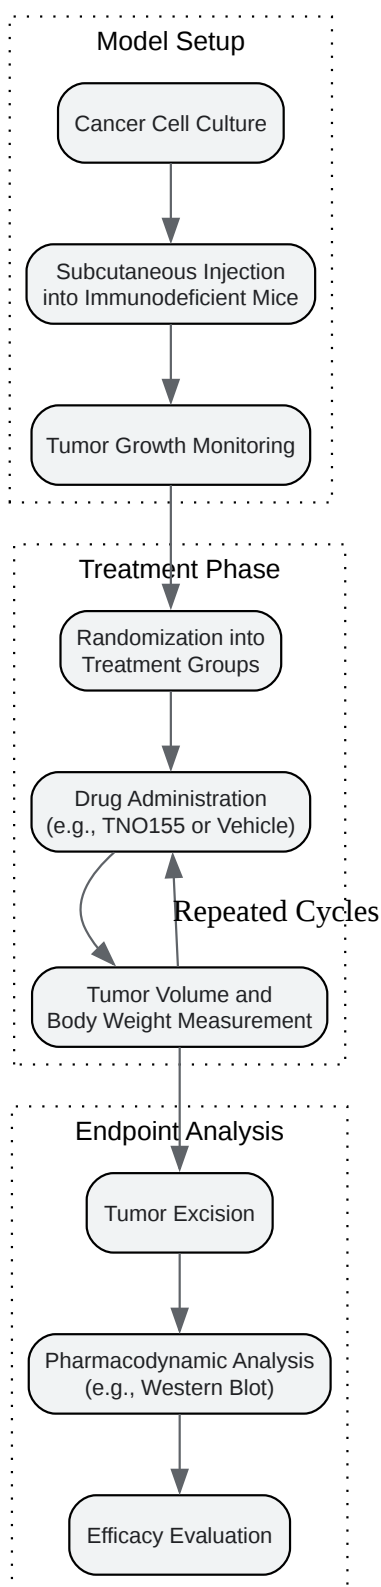 Model Setup
Cancer Cell Culture
Subcutaneous Injection
into Immunodeficient Mice
Tumor Growth Monitoring
Treatment Phase
Randomization into
Treatment Groups
Drug Administration
(e.g., TNO155 or Vehicle)
Repeated Cycles
Tumor Volume and
Body Weight Measurement
Endpoint Analysis
Tumor Excision
Pharmacodynamic Analysis
(e.g., Western Blot)
Efficacy Evaluation